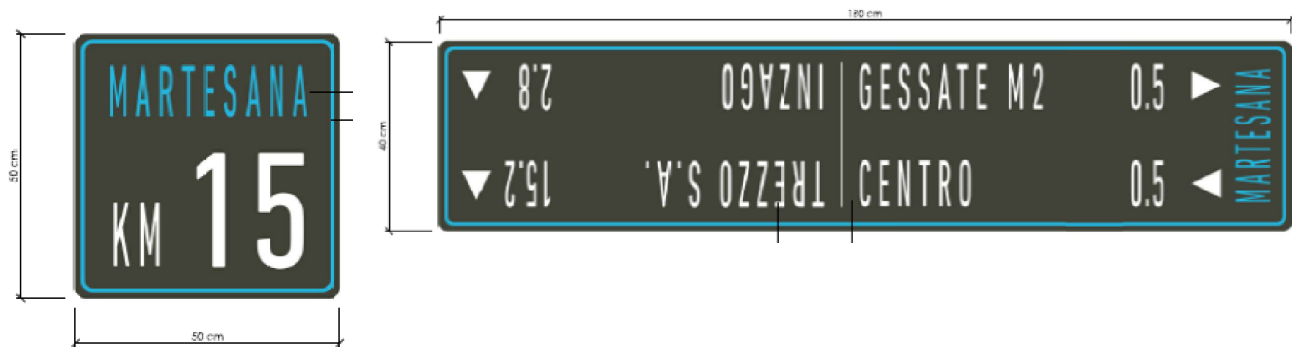 50 cm
MARTESANA
KM 15
50 cm
180 cm
40 cm
INZAGO 2.8
TREZZO S.A. 15.2
GESSATE M2 0.5
CENTRO 0.5
MARTESANA